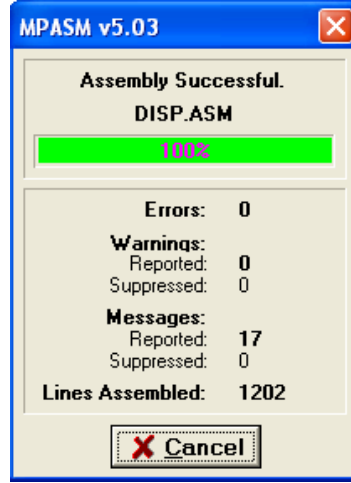 MPASM v5.03
Assembly Successful.
DISP.ASM
100%
Errors: 0
Warnings:
Reported: 0
Suppressed: 0
Messages:
Reported: 17
Suppressed: 0
Lines Assembled: 1202
Cancel